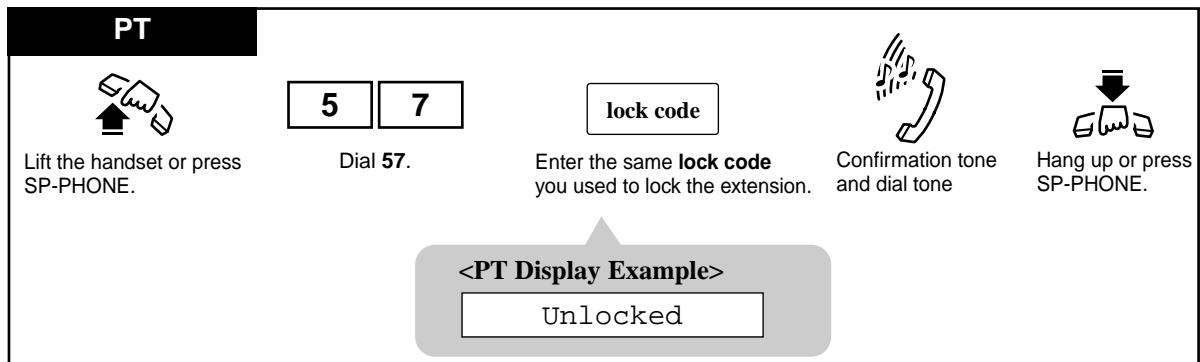 PT
5 7
lock code
Lift the handset or press
SP-PHONE.
Dial 57.
Enter the same lock code
you used to lock the extension.
Confirmation tone
and dial tone
Hang up or press
SP-PHONE.
<PT Display Example>
Unlocked